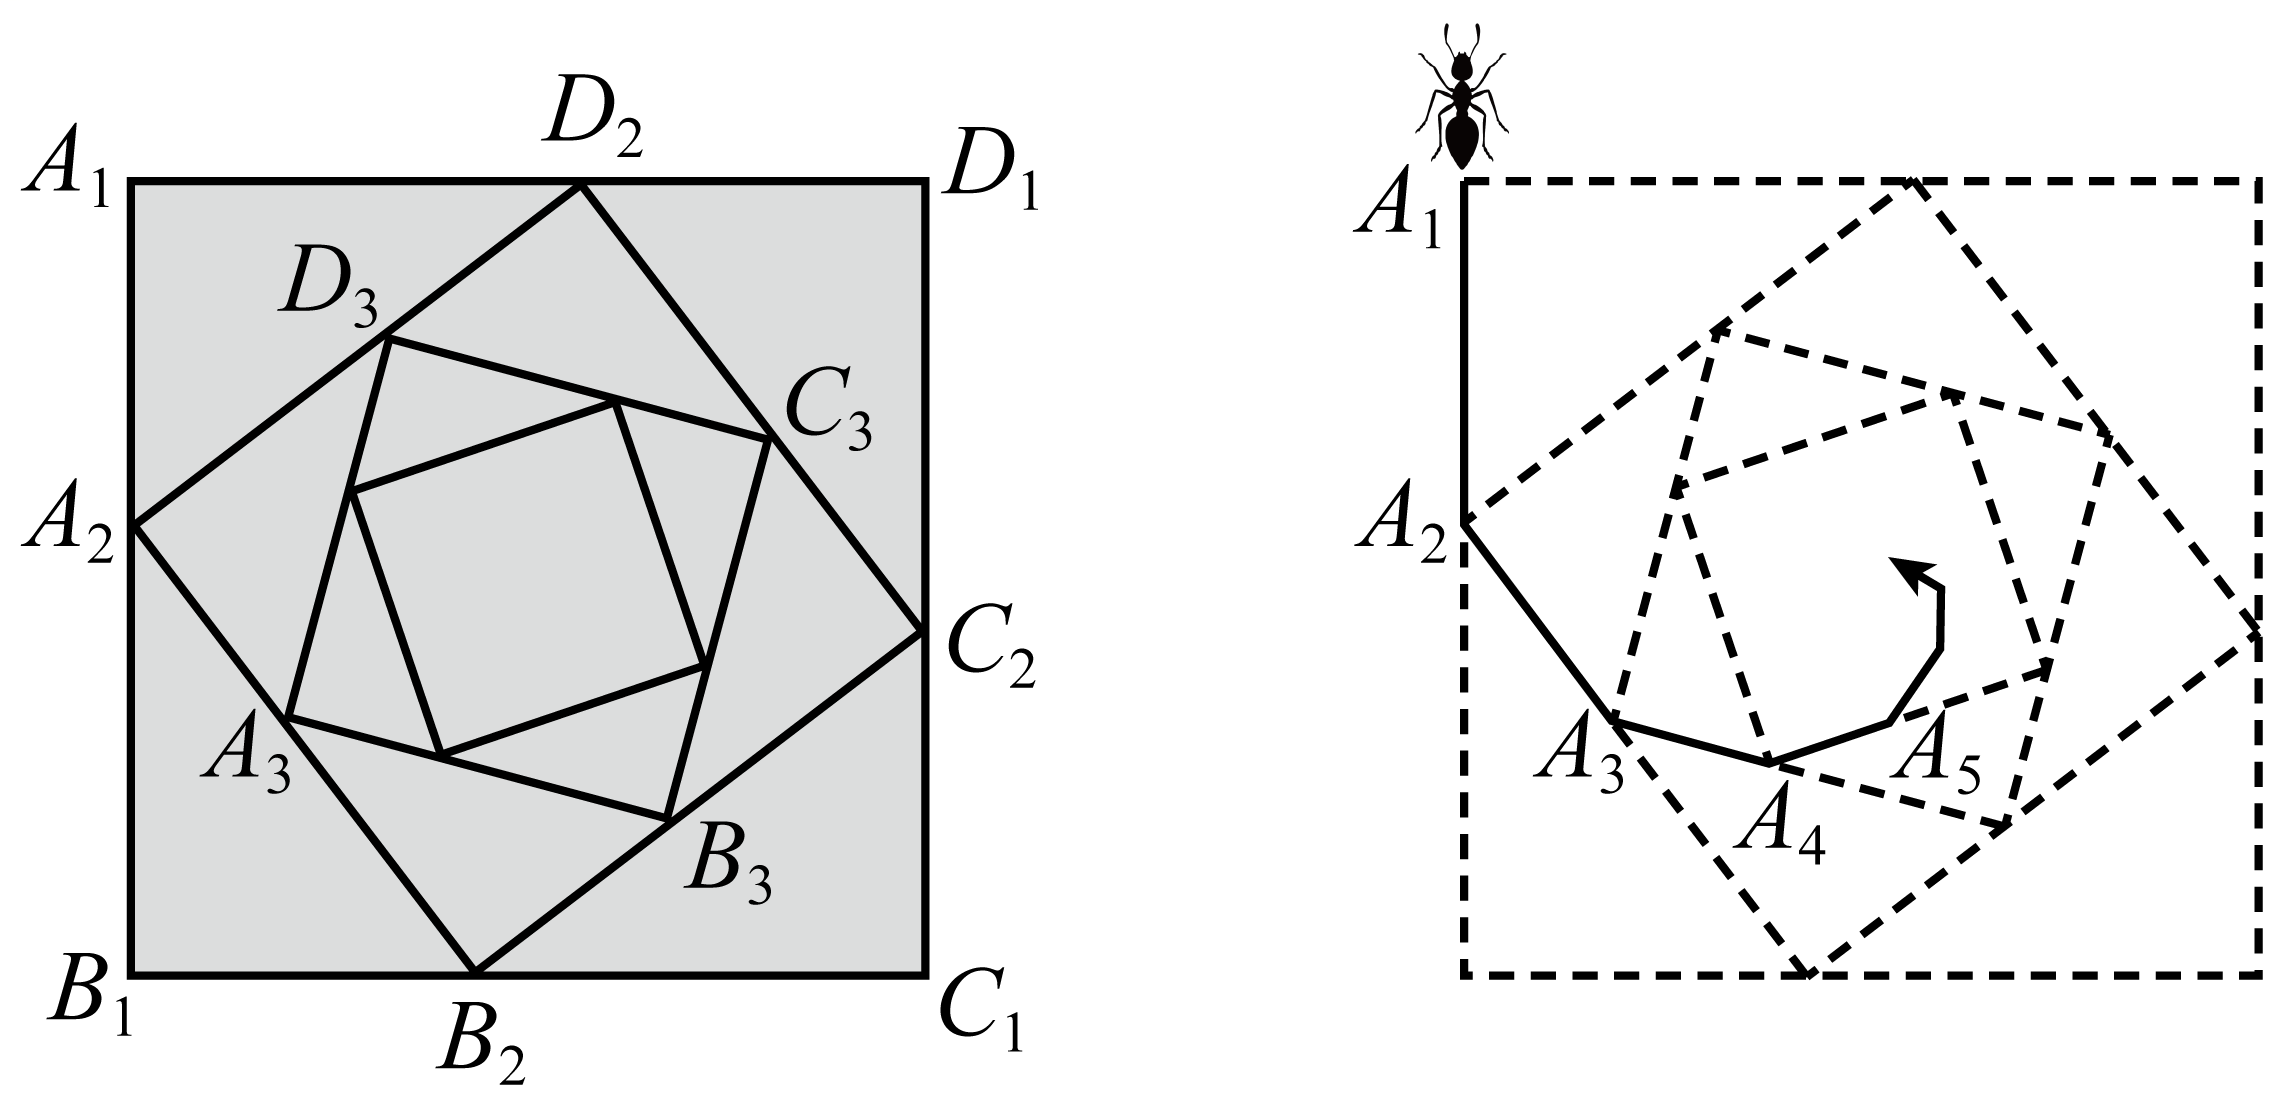 D₂
A₁
D₁
D₃
C₃
A₂
C₂
A₃
B₃
B₁
C₁
B₂
A₁
A₂
A₃
A₅
A₄